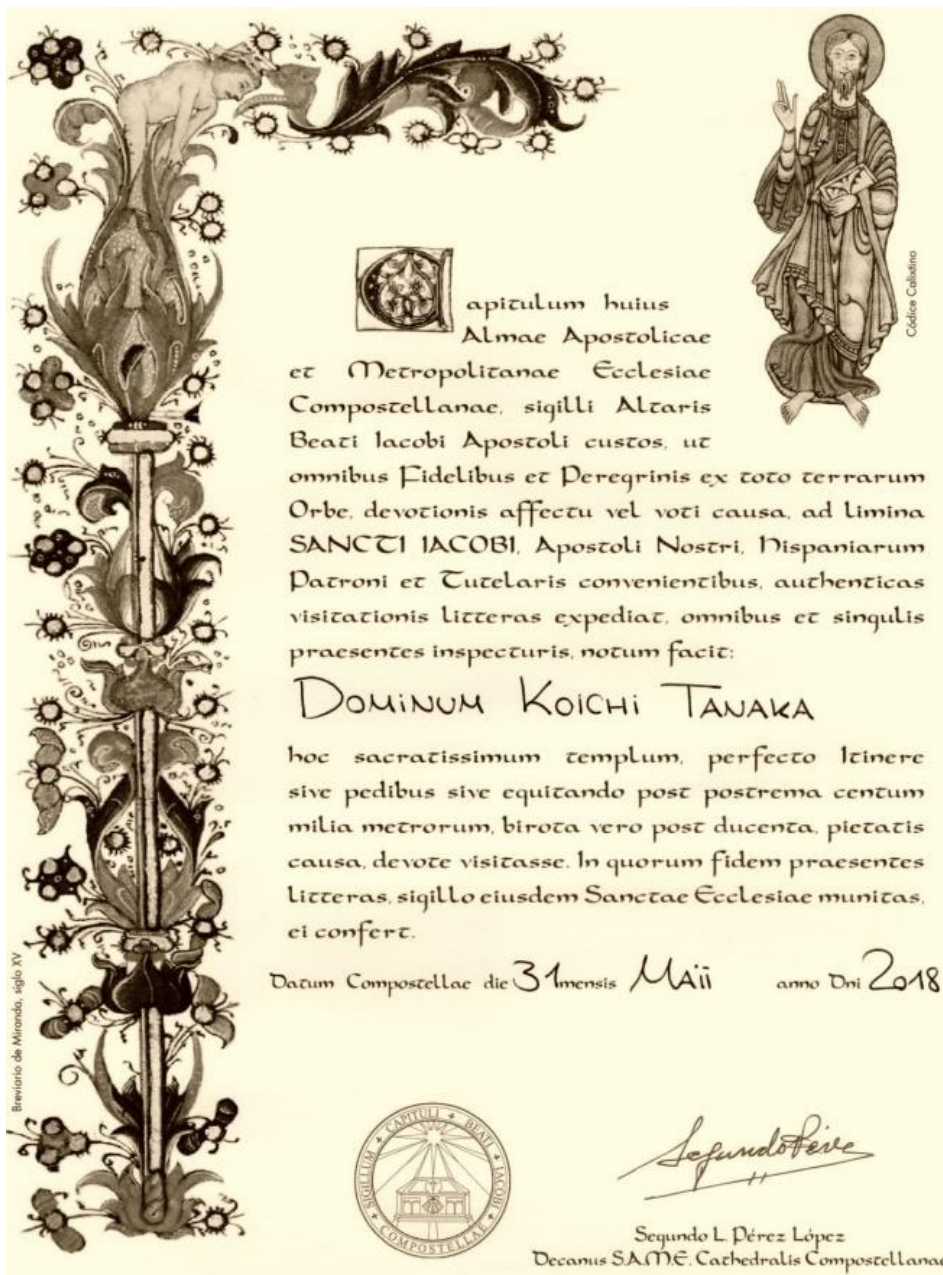 Códice Calixtino
Capitulum huius
Almae Apostolicae
et Metropolitanae Ecclesiae
Compostellanae, sigilli Altaris
Beati Iacobi Apostoli custos, ut
omnibus Fidelibus et Peregrinis ex toto terrarum
Orbe, devotionis affectu vel voti causa, ad limina
SANCTI IACOBI, Apostoli Nostri, Hispaniarum
Patroni et Tutelaris convenientibus, authenticas
visitationis litteras expediat, omnibus et singulis
praesentes inspecturis, notum facit:
DOMINUM KOICHI TANAKA
hoc sacratissimum templum, perfecto Itinere
sive pedibus sive equitando post postrema centum
milia metrorum, birota vero post ducenta, pietatis
causa, devote visitasse. In quorum fidem praesentes
litteras, sigillo eiusdem Sanctae Ecclesiae munitas,
ei confert.
Datum Compostellae die 31 mensis MAii anno Dni 2018
Breviario de Miranda, siglo XV
SIGILLUM + CAPITULI + BEATI + IACOBI + COMPOSTELLAE +
Segundo Pérez
Segundo L. Pérez López
Decanus S.A.M.E. Cathedralis Compostellana